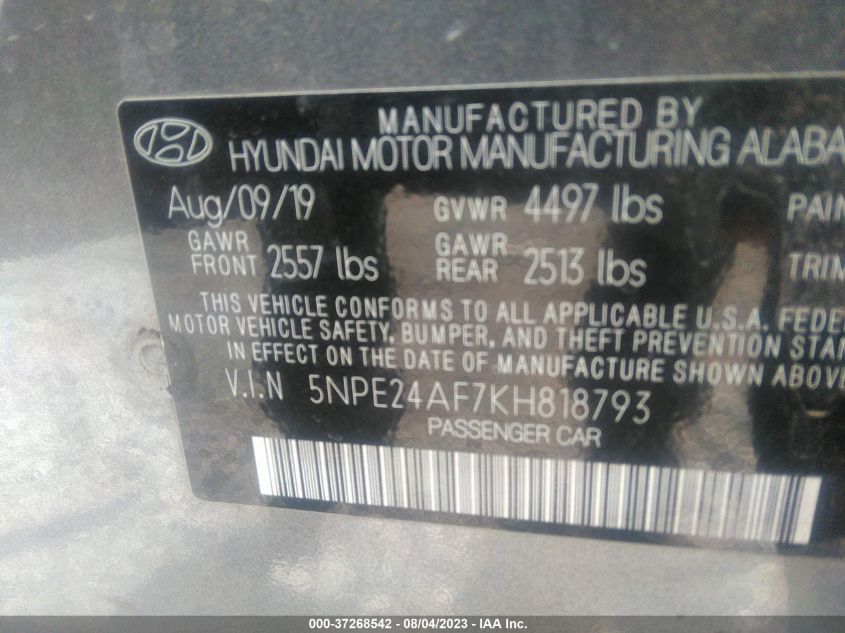 MANUFACTURED BY
HYUNDAI MOTOR MANUFACTURING ALABA
Aug/09/19 GVWR 4497 lbs PAIN
GAWR FRONT 2557 lbs GAWR REAR 2513 lbs TRIM
THIS VEHICLE CONFORMS TO ALL APPLICABLE U.S.A. FEDE
MOTOR VEHICLE SAFETY, BUMPER, AND THEFT PREVENTION STAN
IN EFFECT ON THE DATE OF MANUFACTURE SHOWN ABOVE
V.I.N 5NPE24AF7KH818793
PASSENGER CAR
000-37268542 - 08/04/2023 - IAA Inc.